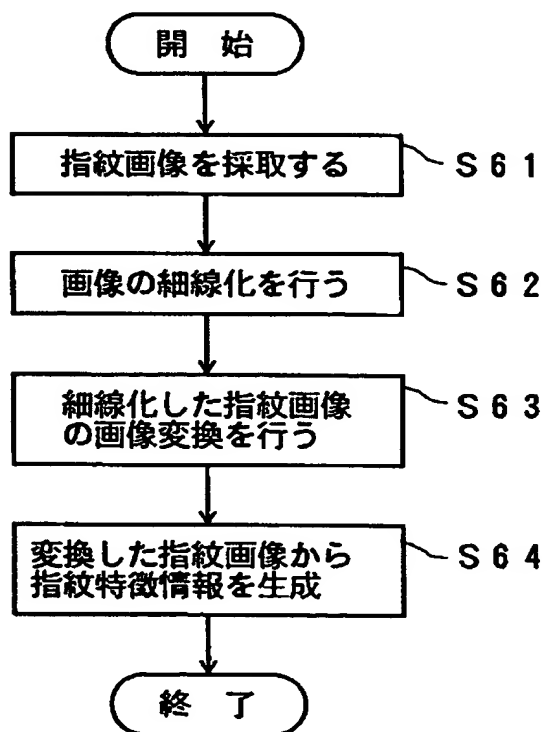 開 始
指紋画像を採取する S61
画像の細線化を行う S62
細線化した指紋画像 S63
の画像変換を行う
変換した指紋画像から S64
指紋特徴情報を生成
終 了